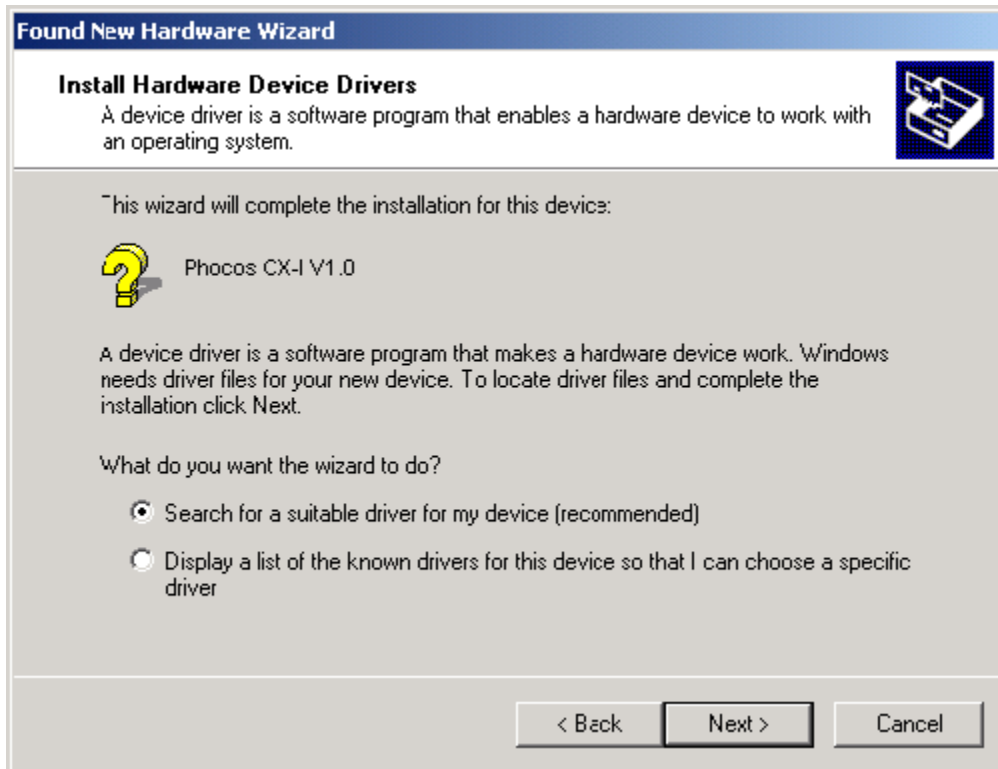 Found New Hardware Wizard
Install Hardware Device Drivers
A device driver is a software program that enables a hardware device to work with
an operating system.
This wizard will complete the installation for this device:
Phocos CX-I V1.0
A device driver is a software program that makes a hardware device work. Windows
needs driver files for your new device. To locate driver files and complete the
installation click Next.
What do you want the wizard to do?
Search for a suitable driver for my device (recommended)
Display a list of the known drivers for this device so that I can choose a specific
driver
< Back
Next >
Cancel